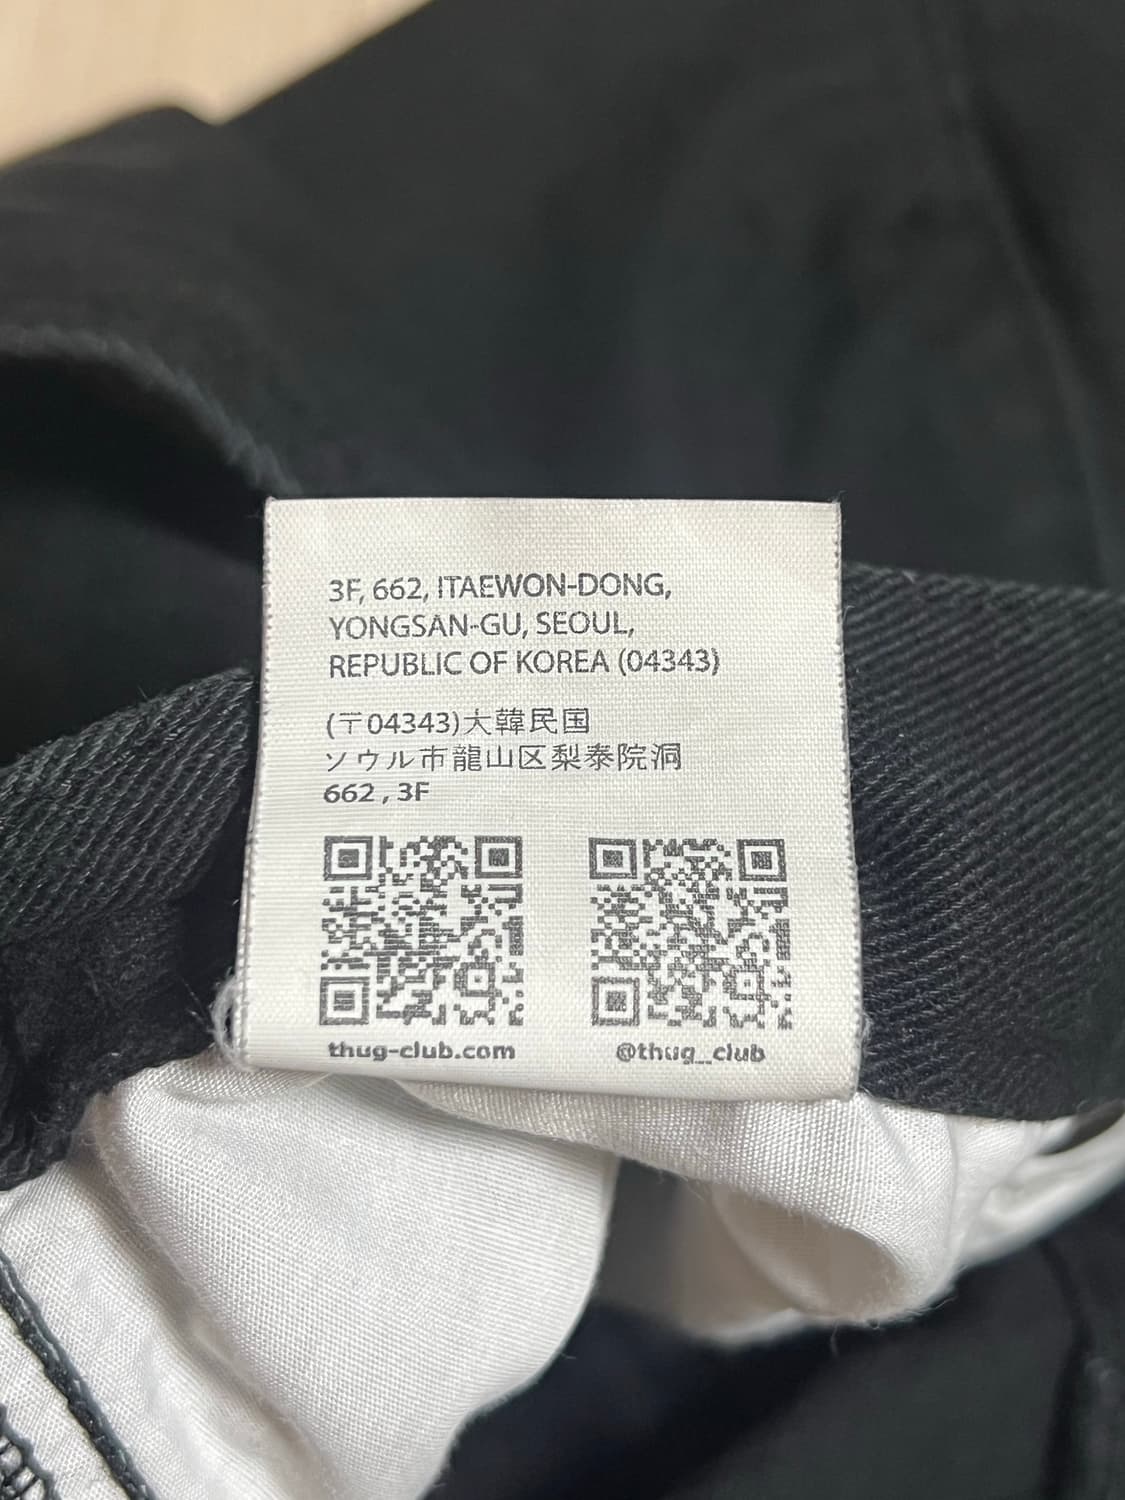 3F, 662, ITAEWON-DONG,
YONGSAN-GU, SEOUL,
REPUBLIC OF KOREA (04343)
(〒04343)大韓民国
ソウル市龍山区梨泰院洞
662 , 3F
thug-club.com
@thug__club